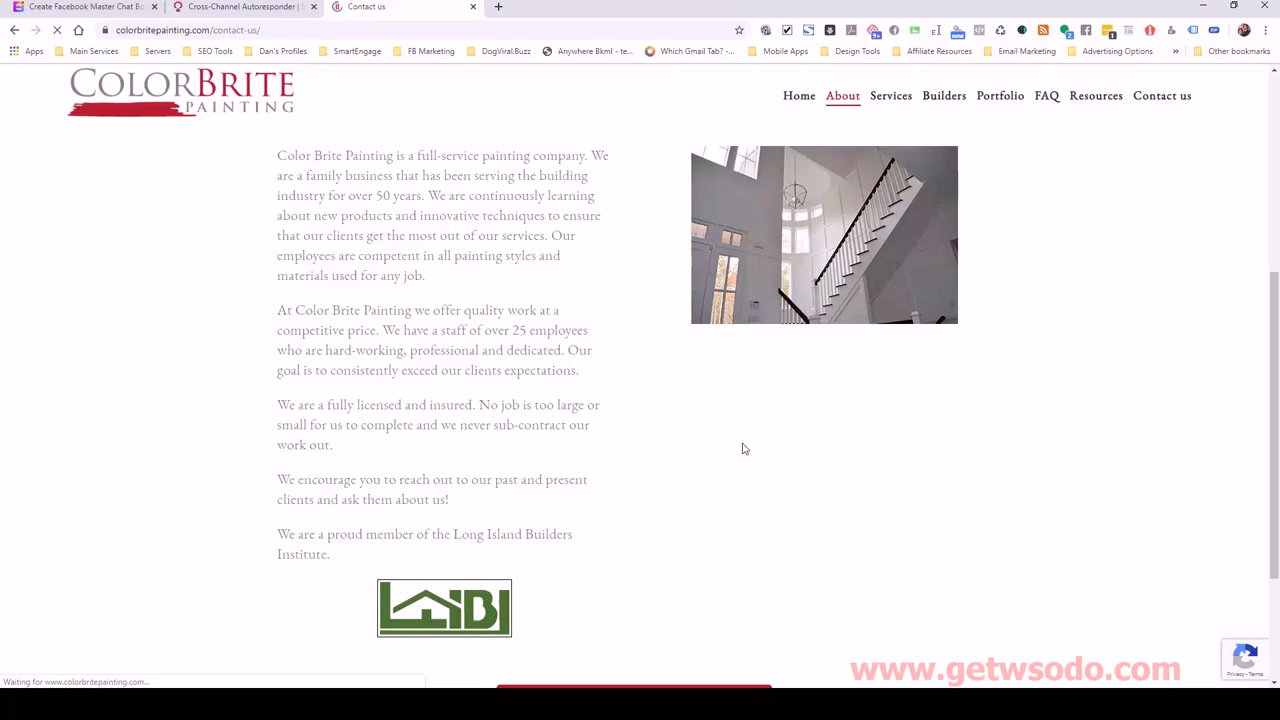 Create Facebook Master Chat Bo
Cross-Channel Autoresponder | S
Contact us
colorbritepainting.com/contact-us/
Apps
Main Services
Servers
SEO Tools
Dan's Profiles
SmartEngage
FB Marketing
DogViral.Buzz
Anywhere Bkml - te...
Which Gmail Tab? -...
Mobile Apps
Design Tools
Affiliate Resources
Email Marketing
Advertising Options
»
Other bookmarks
COLORBRITE
PAINTING
Home About Services Builders Portfolio FAQ Resources Contact us
Color Brite Painting is a full-service painting company. We
are a family business that has been serving the building
industry for over 50 years. We are continuously learning
about new products and innovative techniques to ensure
that our clients get the most out of our services. Our
employees are competent in all painting styles and
materials used for any job.
At Color Brite Painting we offer quality work at a
competitive price. We have a staff of over 25 employees
who are hard-working, professional and dedicated. Our
goal is to consistently exceed our clients expectations.
We are a fully licensed and insured. No job is too large or
small for us to complete and we never sub-contract our
work out.
We encourage you to reach out to our past and present
clients and ask them about us!
We are a proud member of the Long Island Builders
Institute.
LIBI
Privacy - Terms
www.getwsodo.com
Waiting for www.colorbritepainting.com...